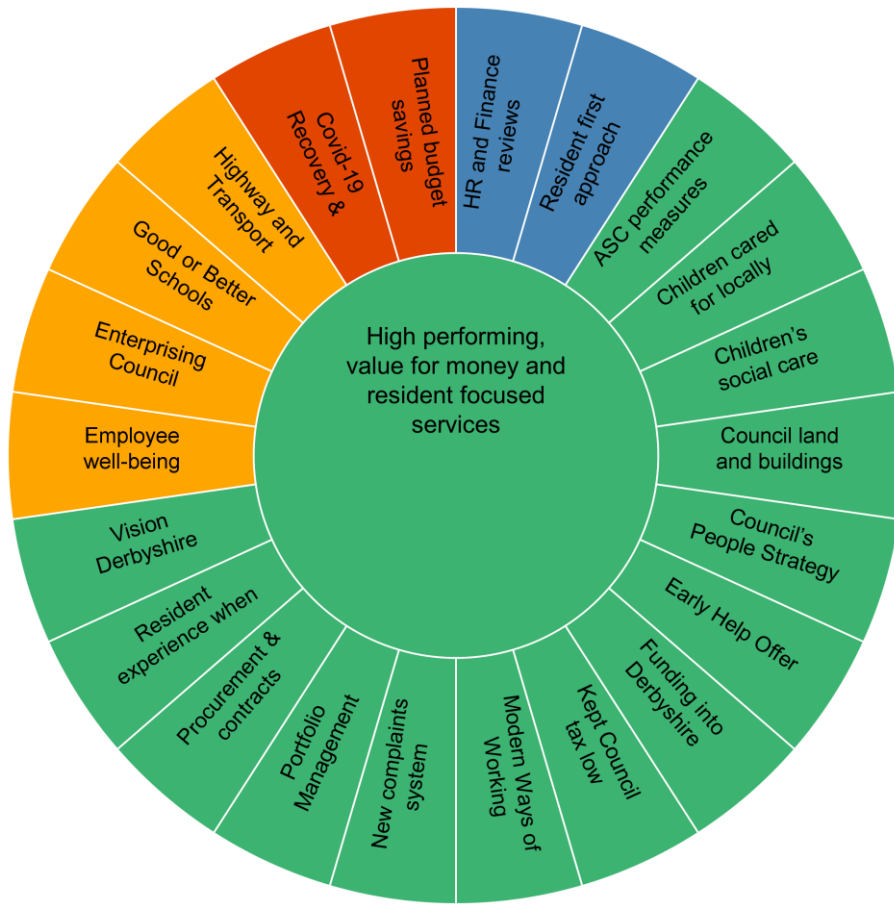 High performing,
value for money and
resident focused
services
HR and Finance
reviews
Resident first
approach
ASC performance
measures
Children cared
for locally
Children’s
social care
Council land
and buildings
Council’s
People Strategy
Early Help Offer
Funding into
Derbyshire
Kept Council
tax low
Modern Ways of
Working
New complaints
system
Portfolio
Management
Procurement &
contracts
Resident
experience when
Vision
Derbyshire
Employee
well-being
Enterprising
Council
Good or Better
Schools
Highway and
Transport
Covid-19
Recovery &
Planned budget
savings